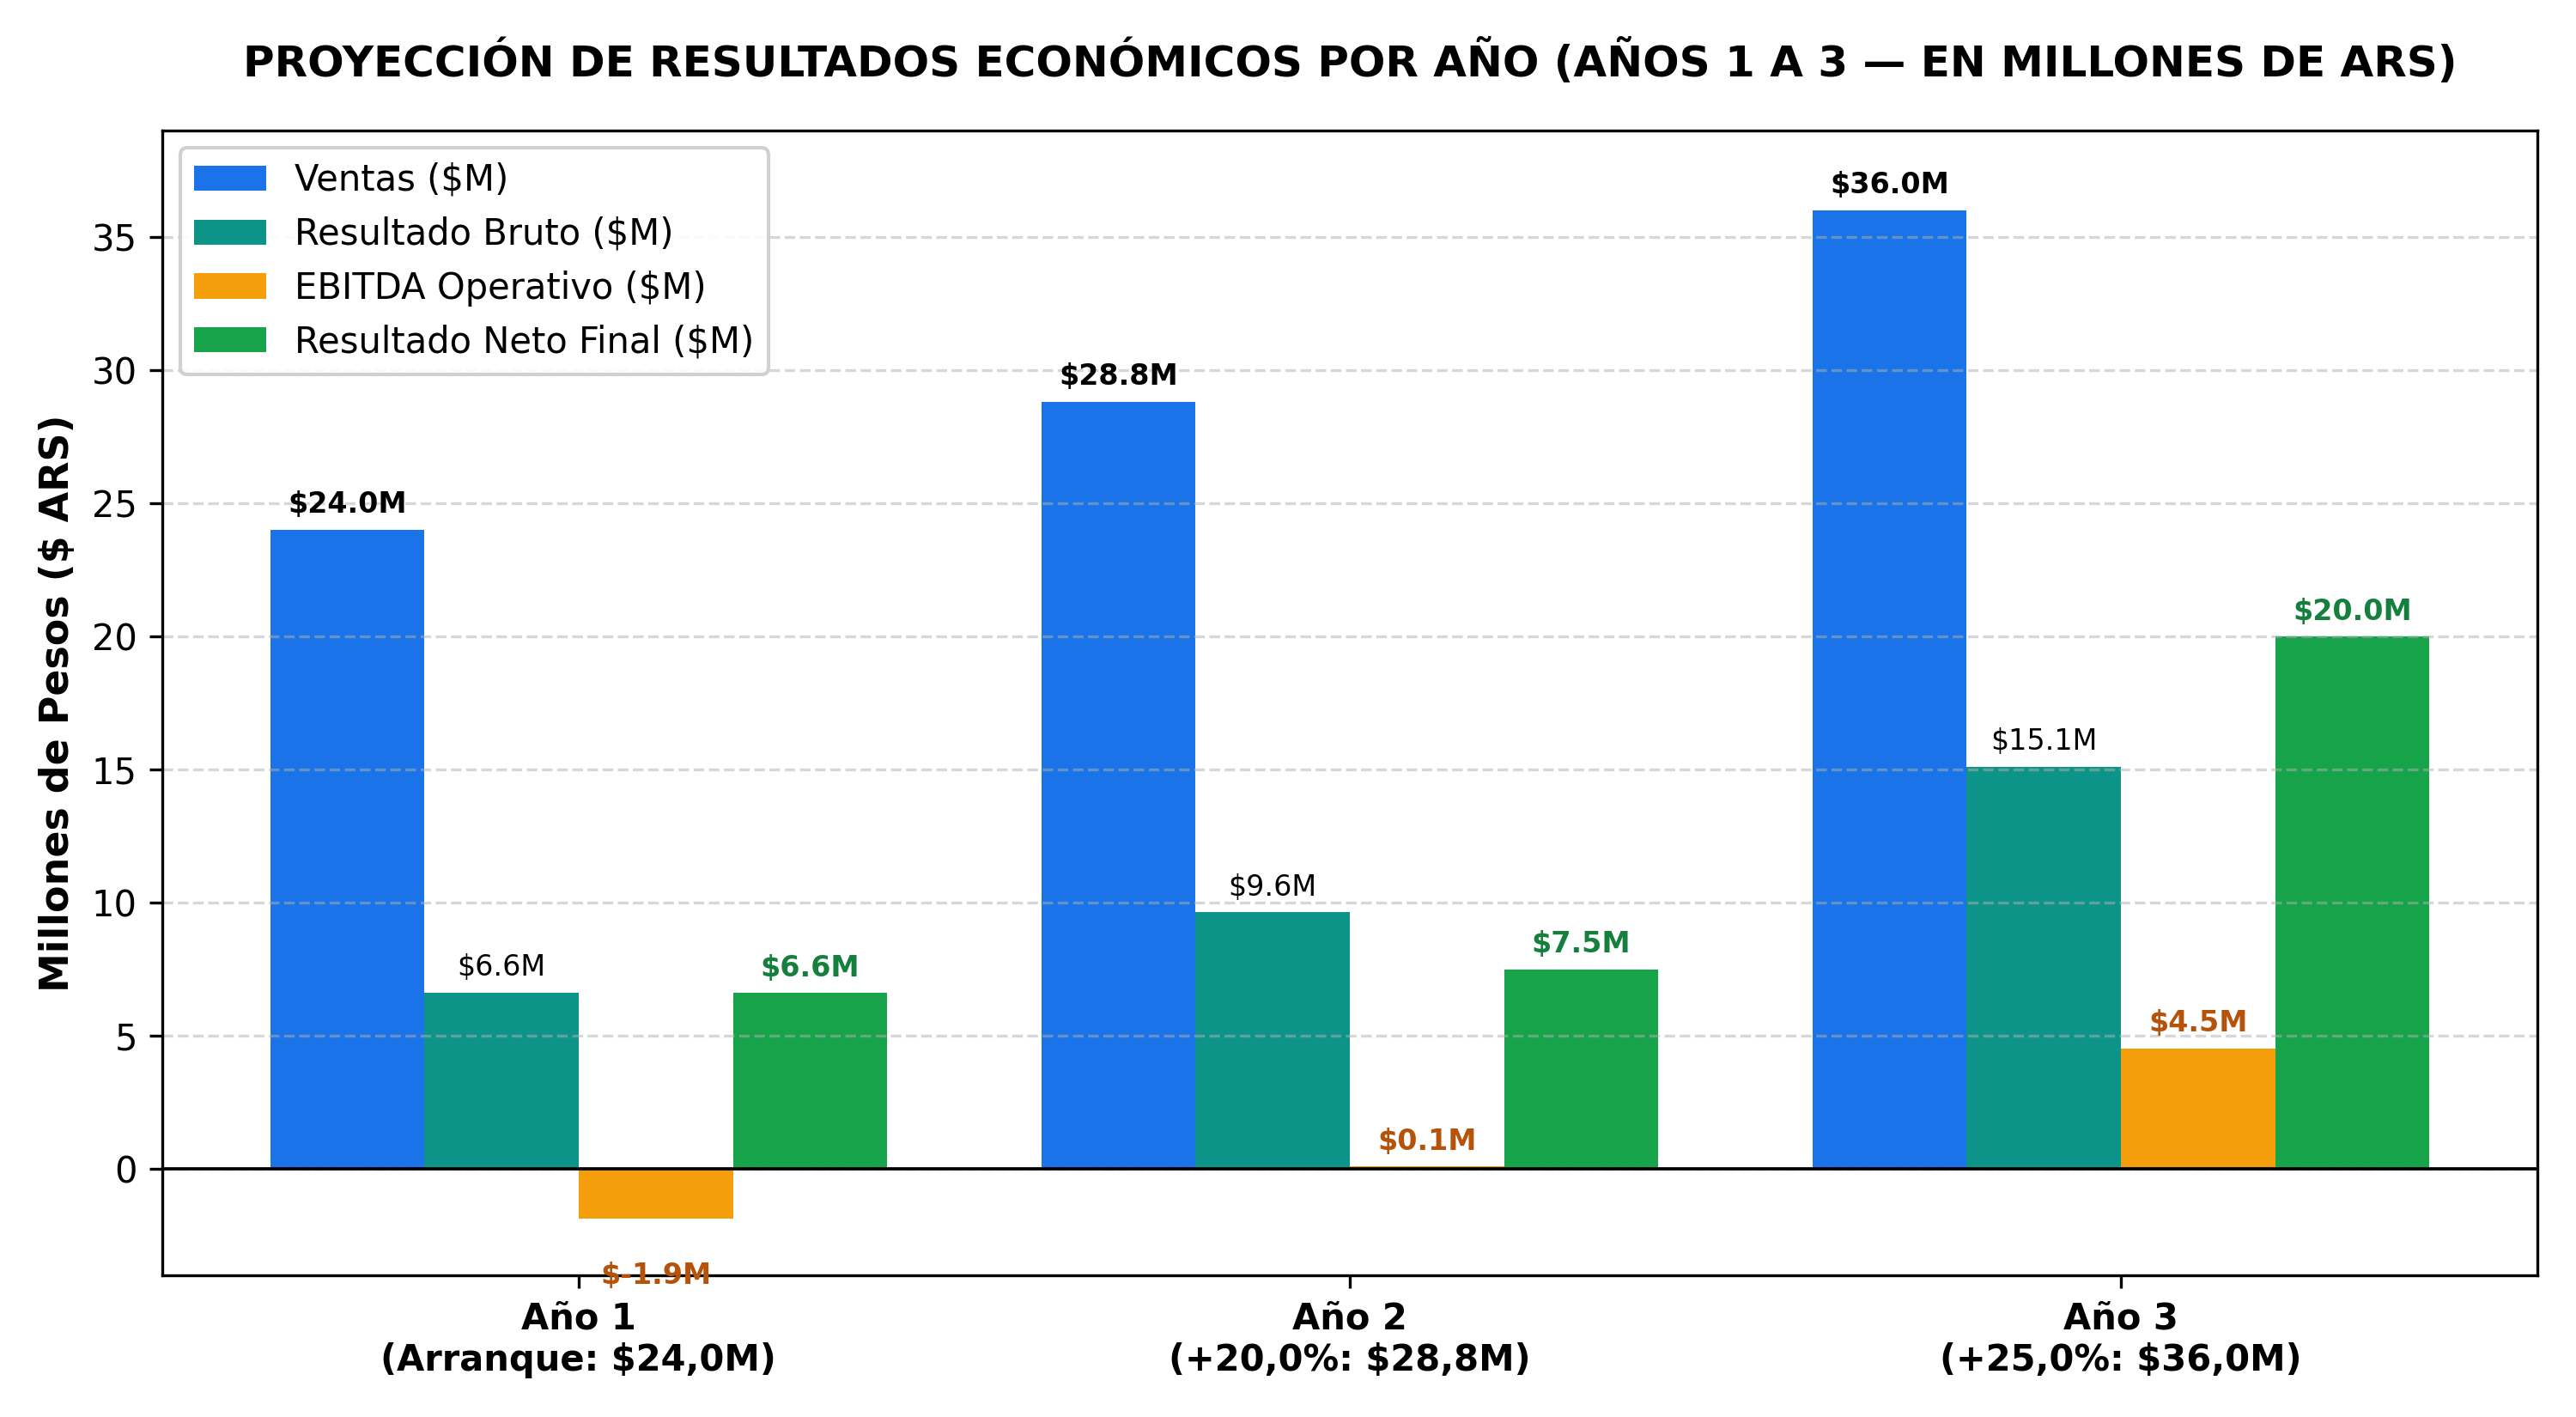 PROYECCIÓN DE RESULTADOS ECONÓMICOS POR AÑO (AÑOS 1 A 3 — EN MILLONES DE ARS)
Ventas ($M)
Resultado Bruto ($M)
EBITDA Operativo ($M)
Resultado Neto Final ($M)
Millones de Pesos ($ ARS)
35
30
25
20
15
10
5
0
$24.0M
$6.6M
$-1.9M
$6.6M
$28.8M
$9.6M
$0.1M
$7.5M
$36.0M
$15.1M
$4.5M
$20.0M
Año 1
(Arranque: $24,0M)
Año 2
(+20,0%: $28,8M)
Año 3
(+25,0%: $36,0M)